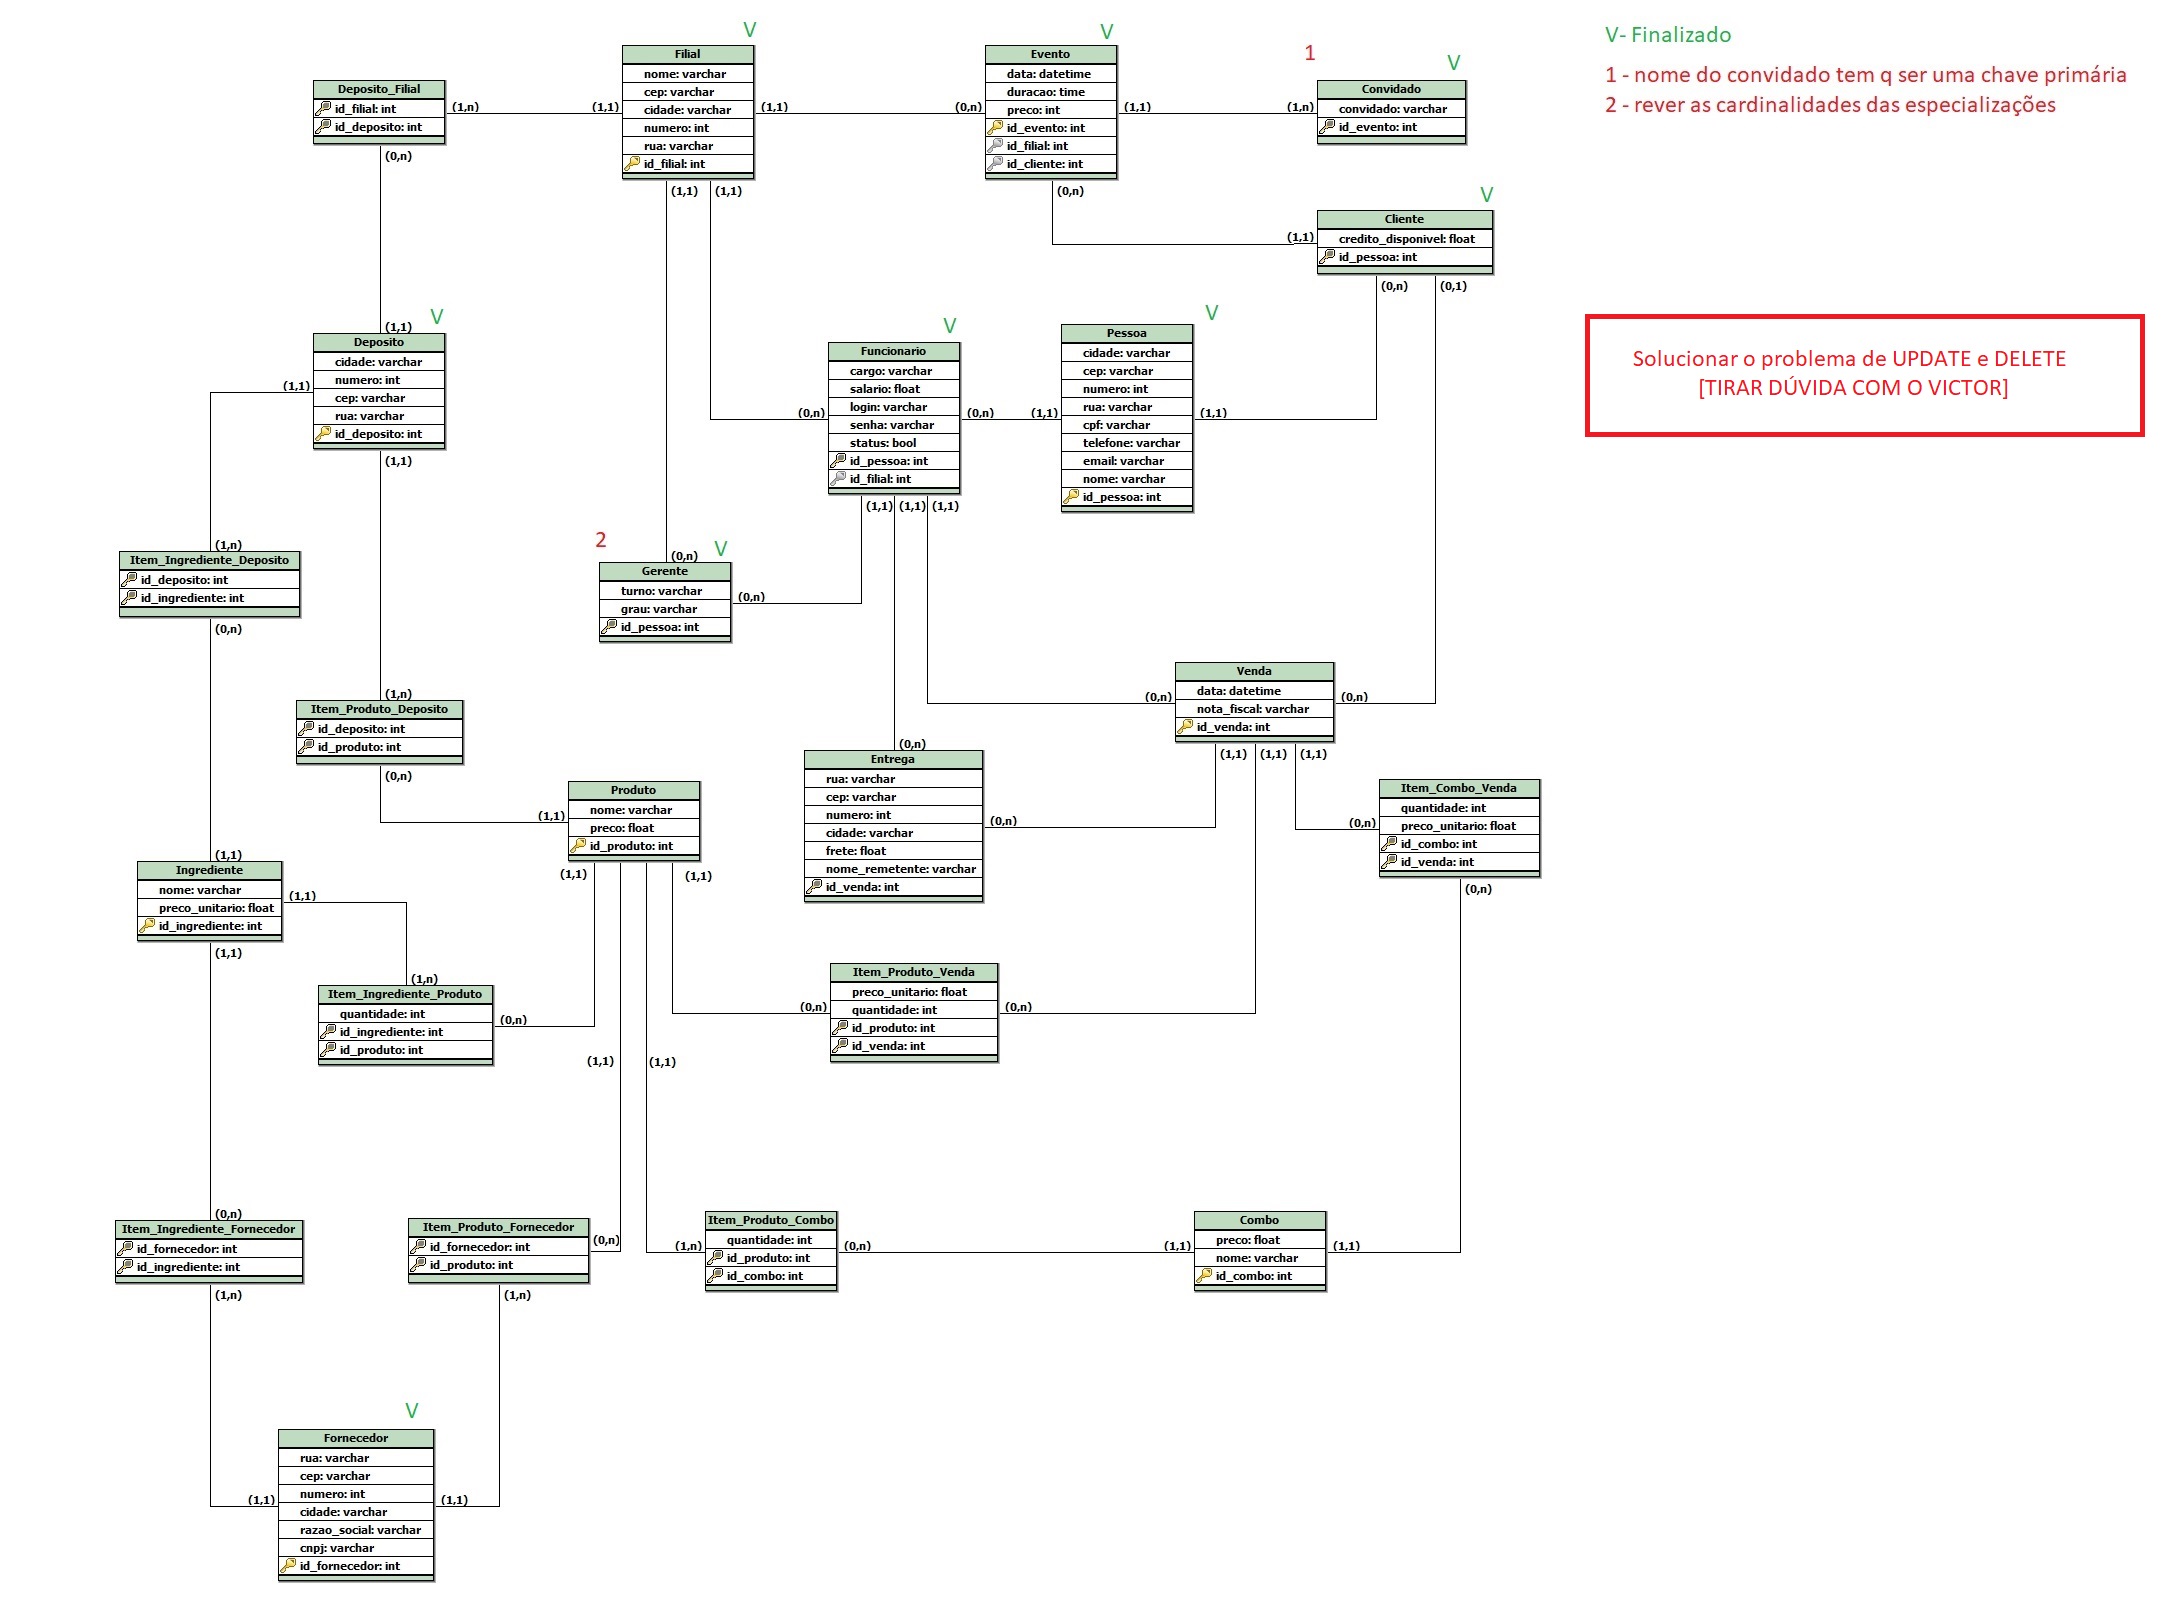 V- Finalizado
1 - nome do convidado tem q ser uma chave primária
2 - rever as cardinalidades das especializações
Solucionar o problema de UPDATE e DELETE
[TIRAR DÚVIDA COM O VICTOR]
Deposito_Filial
id_filial: int
id_deposito: int
(1,n)
(1,1)
(0,n)
V
Filial
nome: varchar
cep: varchar
cidade: varchar
numero: int
rua: varchar
id_filial: int
(1,1)
(0,n)
(1,1)
(1,1)
V
Evento
data: datetime
duracao: time
preco: int
id_evento: int
id_filial: int
id_cliente: int
(1,1)
(1,n)
(0,n)
1
V
Convidado
convidado: varchar
id_evento: int
V
Cliente
credito_disponivel: float
id_pessoa: int
(1,1)
(0,n)
(0,1)
(1,1)
V
Deposito
cidade: varchar
numero: int
cep: varchar
rua: varchar
id_deposito: int
(1,1)
(1,1)
V
Funcionario
cargo: varchar
salario: float
login: varchar
senha: varchar
status: bool
id_pessoa: int
id_filial: int
(0,n)
(0,n)
(1,1)
(1,1)
(1,1)
(1,1)
V
Pessoa
cidade: varchar
cep: varchar
numero: int
rua: varchar
cpf: varchar
telefone: varchar
email: varchar
nome: varchar
id_pessoa: int
(1,1)
(1,n)
Item_Ingrediente_Deposito
id_deposito: int
id_ingrediente: int
(0,n)
2
V
(0,n)
Gerente
turno: varchar
grau: varchar
id_pessoa: int
(0,n)
(1,n)
Item_Produto_Deposito
id_deposito: int
id_produto: int
(0,n)
Venda
data: datetime
nota_fiscal: varchar
id_venda: int
(0,n)
(0,n)
(1,1)
(1,1)
(1,1)
Produto
nome: varchar
preco: float
id_produto: int
(1,1)
(1,1)
(1,1)
(0,n)
Entrega
rua: varchar
cep: varchar
numero: int
cidade: varchar
frete: float
nome_remetente: varchar
id_venda: int
(0,n)
Item_Combo_Venda
quantidade: int
preco_unitario: float
id_combo: int
id_venda: int
(0,n)
(0,n)
(1,1)
Ingrediente
nome: varchar
preco_unitario: float
id_ingrediente: int
(1,1)
(1,1)
(1,n)
Item_Ingrediente_Produto
quantidade: int
id_ingrediente: int
id_produto: int
(0,n)
(1,1)
(1,1)
Item_Produto_Venda
preco_unitario: float
quantidade: int
id_produto: int
id_venda: int
(0,n)
(0,n)
(0,n)
Item_Ingrediente_Fornecedor
id_fornecedor: int
id_ingrediente: int
(1,n)
Item_Produto_Fornecedor
id_fornecedor: int
id_produto: int
(0,n)
(1,n)
Item_Produto_Combo
quantidade: int
id_produto: int
id_combo: int
(1,n)
(0,n)
Combo
preco: float
nome: varchar
id_combo: int
(1,1)
(1,1)
V
Fornecedor
rua: varchar
cep: varchar
numero: int
cidade: varchar
razao_social: varchar
cnpj: varchar
id_fornecedor: int
(1,1)
(1,1)